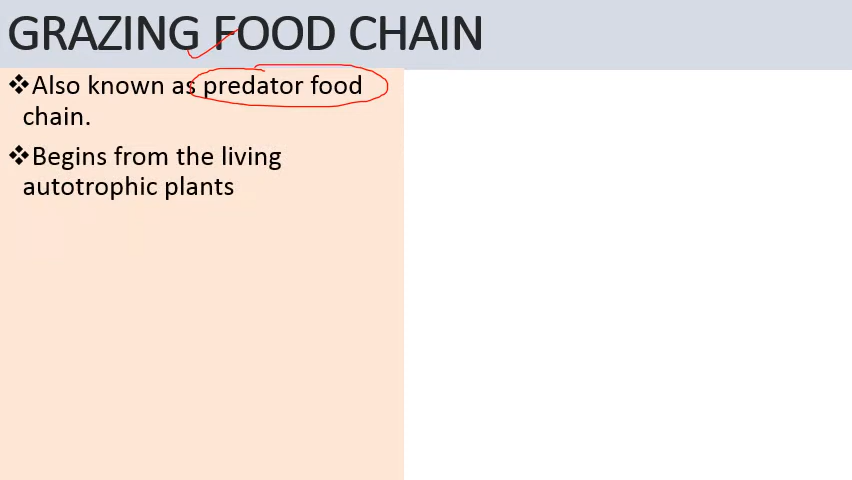 GRAZING FOOD CHAIN
❖Also known as predator food
chain.
❖Begins from the living
autotrophic plants